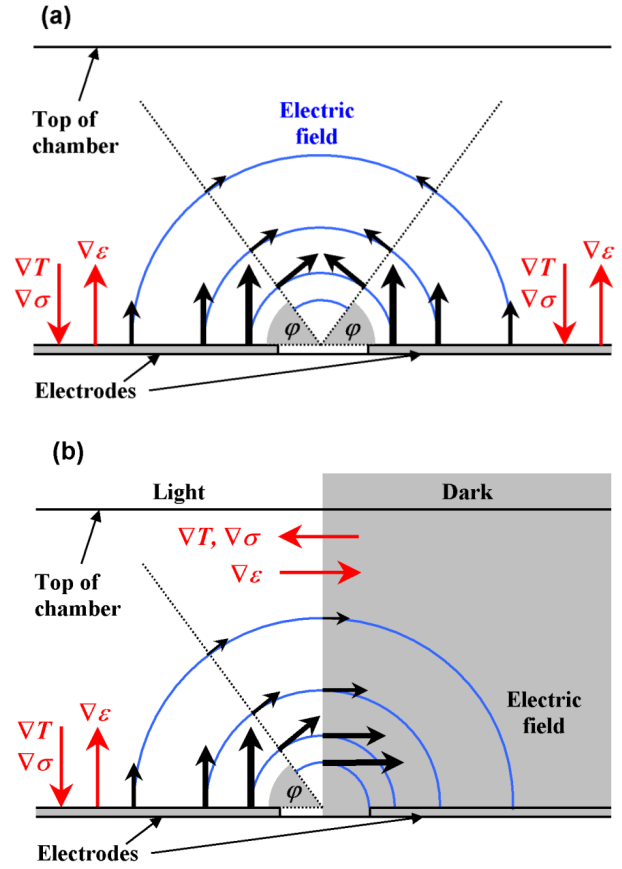 (a)
Top of
chamber
Electric
field
∇T
∇σ
∇ε
∇T
∇σ
∇ε
φ
φ
Electrodes
(b)
Light
Dark
∇T, ∇σ
∇ε
Top of
chamber
Electric
field
∇T
∇σ
∇ε
φ
Electrodes